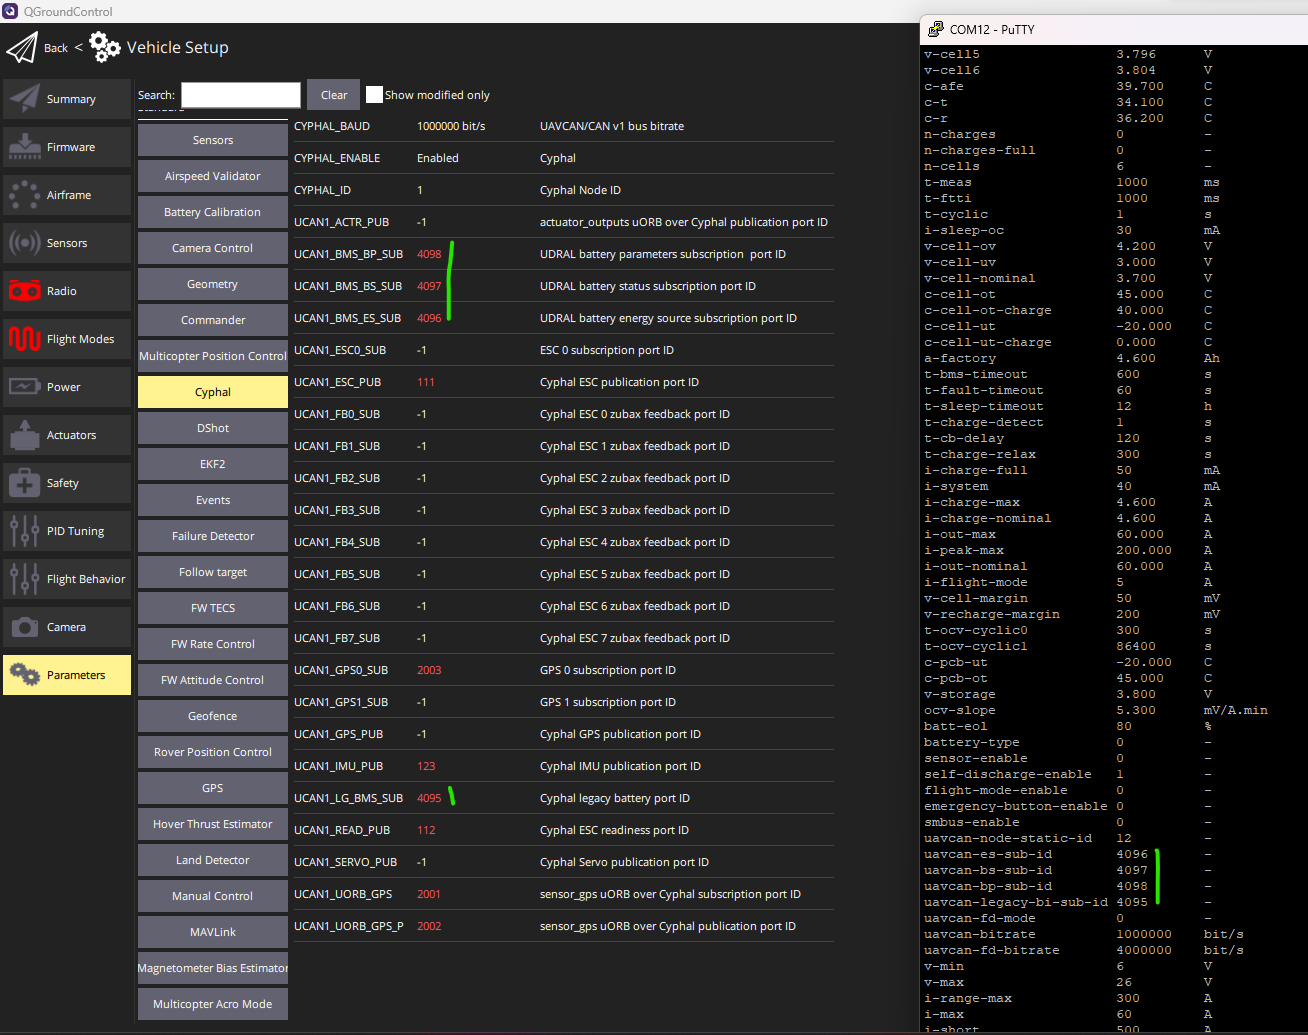 QGroundControl
Back < Vehicle Setup
Summary
Firmware
Airframe
Sensors
Radio
Flight Modes
Power
Actuators
Safety
PID Tuning
Flight Behavior
Camera
Parameters
Search: Clear Show modified only
Standard
Sensors
Airspeed Validator
Battery Calibration
Camera Control
Geometry
Commander
Multicopter Position Control
Cyphal
DShot
EKF2
Events
Failure Detector
Follow target
FW TECS
FW Rate Control
FW Attitude Control
Geofence
Rover Position Control
GPS
Hover Thrust Estimator
Land Detector
Manual Control
MAVLink
Magnetometer Bias Estimator
Multicopter Acro Mode
CYPHAL_BAUD 1000000 bit/s UAVCAN/CAN v1 bus bitrate
CYPHAL_ENABLE Enabled Cyphal
CYPHAL_ID 1 Cyphal Node ID
UCAN1_ACTR_PUB -1 actuator_outputs uORB over Cyphal publication port ID
UCAN1_BMS_BP_SUB 4098 UDRAL battery parameters subscription  port ID
UCAN1_BMS_BS_SUB 4097 UDRAL battery status subscription port ID
UCAN1_BMS_ES_SUB 4096 UDRAL battery energy source subscription port ID
UCAN1_ESC0_SUB -1 ESC 0 subscription port ID
UCAN1_ESC_PUB 111 Cyphal ESC publication port ID
UCAN1_FB0_SUB -1 Cyphal ESC 0 zubax feedback port ID
UCAN1_FB1_SUB -1 Cyphal ESC 1 zubax feedback port ID
UCAN1_FB2_SUB -1 Cyphal ESC 2 zubax feedback port ID
UCAN1_FB3_SUB -1 Cyphal ESC 3 zubax feedback port ID
UCAN1_FB4_SUB -1 Cyphal ESC 4 zubax feedback port ID
UCAN1_FB5_SUB -1 Cyphal ESC 5 zubax feedback port ID
UCAN1_FB6_SUB -1 Cyphal ESC 6 zubax feedback port ID
UCAN1_FB7_SUB -1 Cyphal ESC 7 zubax feedback port ID
UCAN1_GPS0_SUB 2003 GPS 0 subscription port ID
UCAN1_GPS1_SUB -1 GPS 1 subscription port ID
UCAN1_GPS_PUB -1 Cyphal GPS publication port ID
UCAN1_IMU_PUB 123 Cyphal IMU publication port ID
UCAN1_LG_BMS_SUB 4095 Cyphal legacy battery port ID
UCAN1_READ_PUB 112 Cyphal ESC readiness port ID
UCAN1_SERVO_PUB -1 Cyphal Servo publication port ID
UCAN1_UORB_GPS 2001 sensor_gps uORB over Cyphal subscription port ID
UCAN1_UORB_GPS_P 2002 sensor_gps uORB over Cyphal publication port ID
COM12 - PuTTY
v-cell5 3.796 V
v-cell6 3.804 V
c-afe 39.700 C
c-t 34.100 C
c-r 36.200 C
n-charges 0 -
n-charges-full 0 -
n-cells 6 -
t-meas 1000 ms
t-ftti 1000 ms
t-cyclic 1 s
i-sleep-oc 30 mA
v-cell-ov 4.200 V
v-cell-uv 3.000 V
v-cell-nominal 3.700 V
c-cell-ot 45.000 C
c-cell-ot-charge 40.000 C
c-cell-ut -20.000 C
c-cell-ut-charge 0.000 C
a-factory 4.600 Ah
t-bms-timeout 600 s
t-fault-timeout 60 s
t-sleep-timeout 12 h
t-charge-detect 1 s
t-cb-delay 120 s
t-charge-relax 300 s
i-charge-full 50 mA
i-system 40 mA
i-charge-max 4.600 A
i-charge-nominal 4.600 A
i-out-max 60.000 A
i-peak-max 200.000 A
i-out-nominal 60.000 A
i-flight-mode 5 A
v-cell-margin 50 mV
v-recharge-margin 200 mV
t-ocv-cyclic0 300 s
t-ocv-cyclic1 86400 s
c-pcb-ut -20.000 C
c-pcb-ot 45.000 C
v-storage 3.800 V
ocv-slope 5.300 mV/A.min
batt-eol 80 %
battery-type 0 -
sensor-enable 0 -
self-discharge-enable 1 -
flight-mode-enable 0 -
emergency-button-enable 0 -
smbus-enable 0 -
uavcan-node-static-id 12 -
uavcan-es-sub-id 4096 -
uavcan-bs-sub-id 4097 -
uavcan-bp-sub-id 4098 -
uavcan-legacy-bi-sub-id 4095 -
uavcan-fd-mode 0 -
uavcan-bitrate 1000000 bit/s
uavcan-fd-bitrate 4000000 bit/s
v-min 6 V
v-max 26 V
i-range-max 300 A
i-max 60 A
i-short 500 A